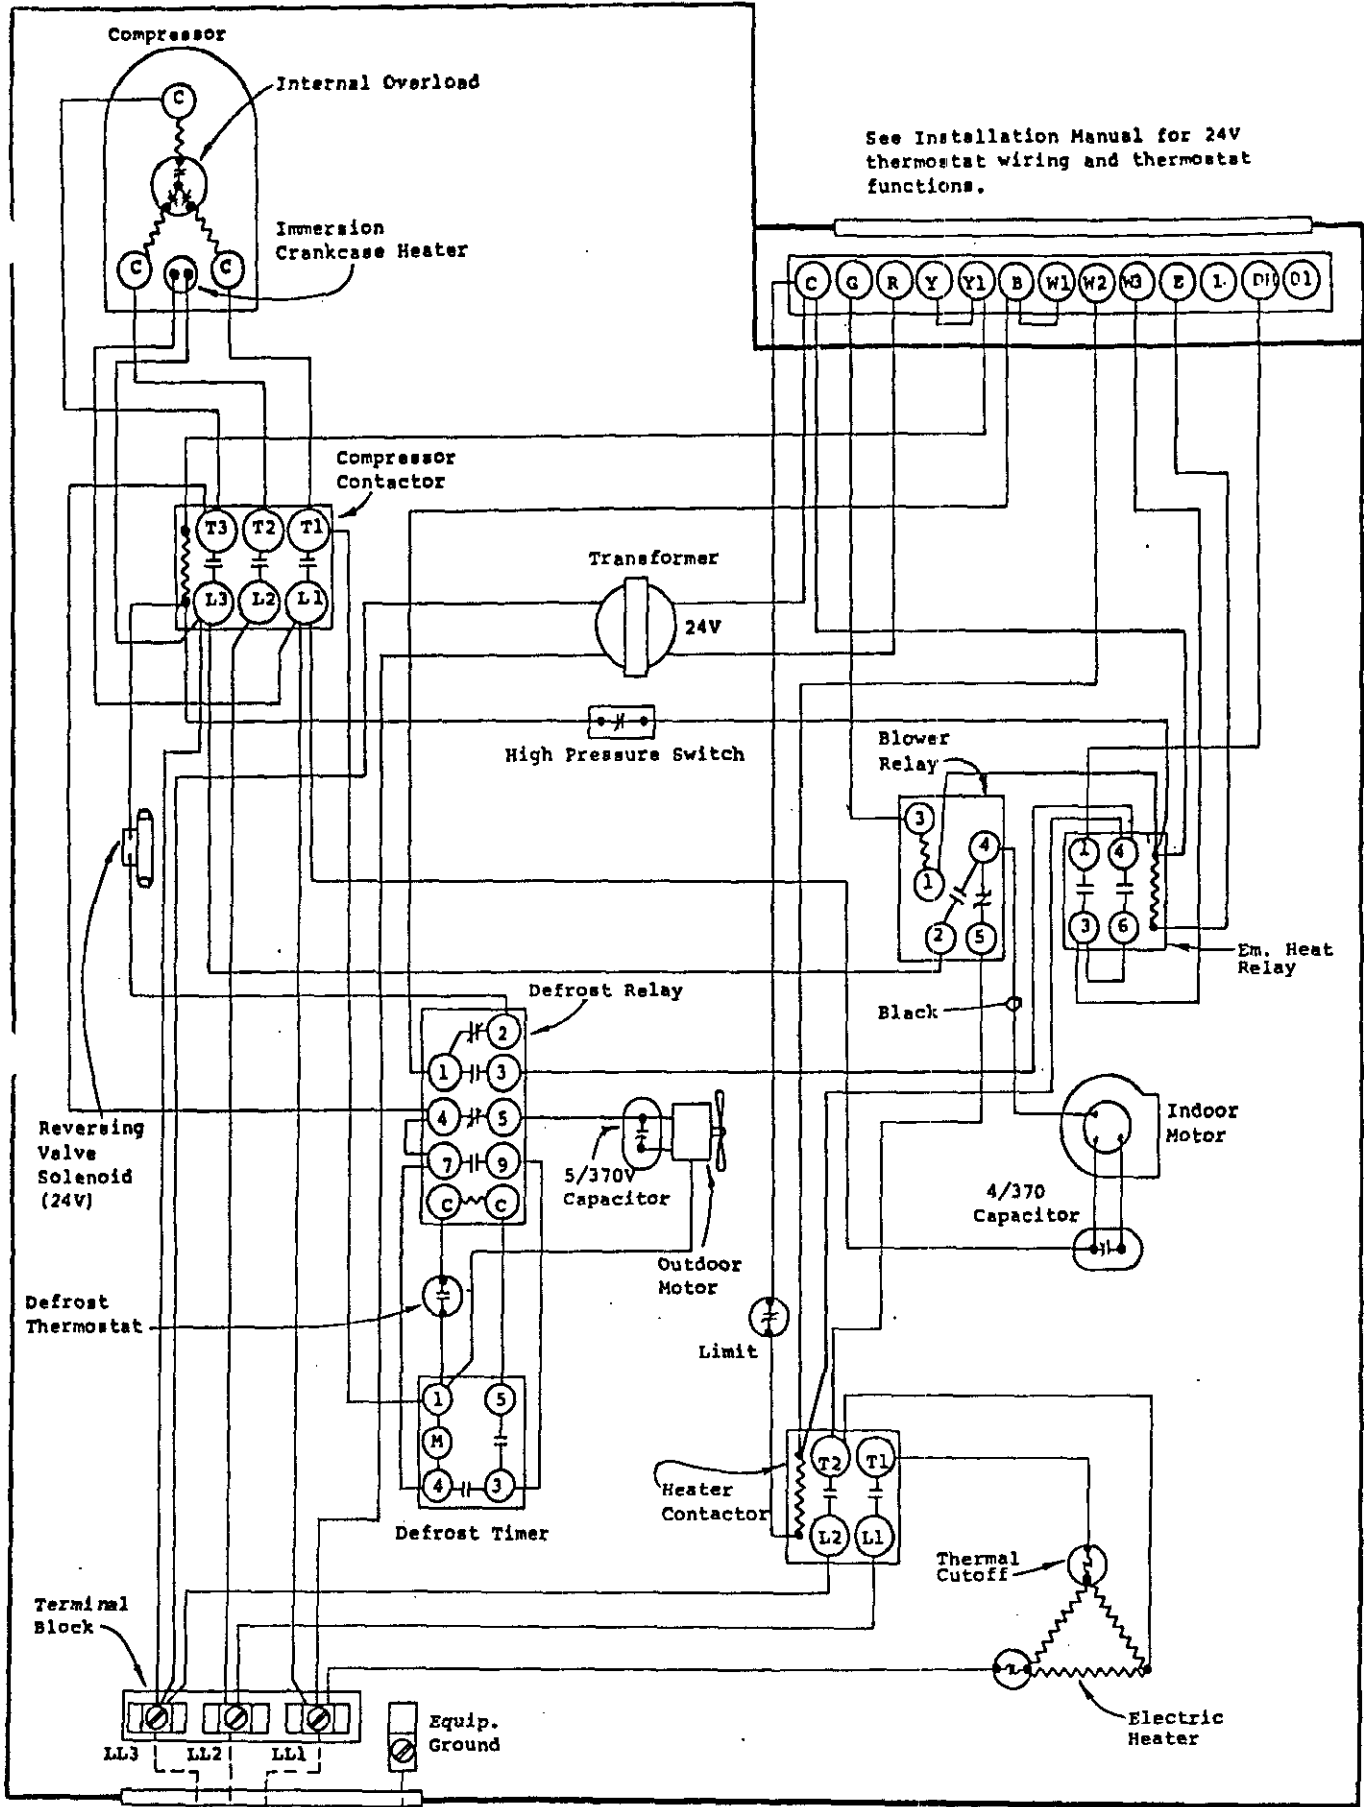 Compressor
Internal Overload
C
See Installation Manual for 24V
thermostat wiring and thermostat
functions.
Immersion
Crankcase Heater
C C
C G R Y Y1 B W1 W2 W3 E 1 DH D1
Compressor
Contactor
T3 T2 T1
L3 L2 L1
Transformer
24V
High Pressure Switch
Blower
Relay
3
4
1
2 5
1 4
3 6
Em. Heat
Relay
Black
Defrost Relay
2
1 3
4 5
7 9
C C
Reversing
Valve
Solenoid
(24V)
5/370V
Capacitor
Outdoor
Motor
Indoor
Motor
4/370
Capacitor
Defrost
Thermostat
Limit
1 5
M
4 3
Defrost Timer
Heater
Contactor
T2 T1
L2 L1
Thermal
Cutoff
Electric
Heater
Terminal
Block
LL3 LL2 LL1
Equip.
Ground